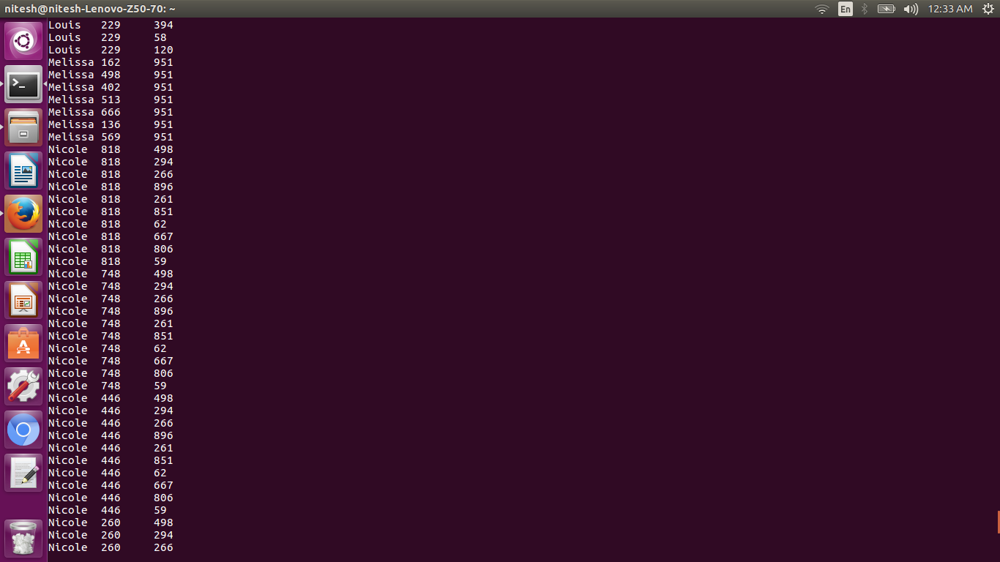 nitesh@nitesh-Lenovo-Z50-70: ~ En 12:33 AM
Louis 229 394
Louis 229 58
Louis 229 120
Melissa 162 951
Melissa 498 951
Melissa 402 951
Melissa 513 951
Melissa 666 951
Melissa 136 951
Melissa 569 951
Nicole 818 498
Nicole 818 294
Nicole 818 266
Nicole 818 896
Nicole 818 261
Nicole 818 851
Nicole 818 62
Nicole 818 667
Nicole 818 806
Nicole 818 59
Nicole 748 498
Nicole 748 294
Nicole 748 266
Nicole 748 896
Nicole 748 261
Nicole 748 851
Nicole 748 62
Nicole 748 667
Nicole 748 806
Nicole 748 59
Nicole 446 498
Nicole 446 294
Nicole 446 266
Nicole 446 896
Nicole 446 261
Nicole 446 851
Nicole 446 62
Nicole 446 667
Nicole 446 806
Nicole 446 59
Nicole 260 498
Nicole 260 294
Nicole 260 266